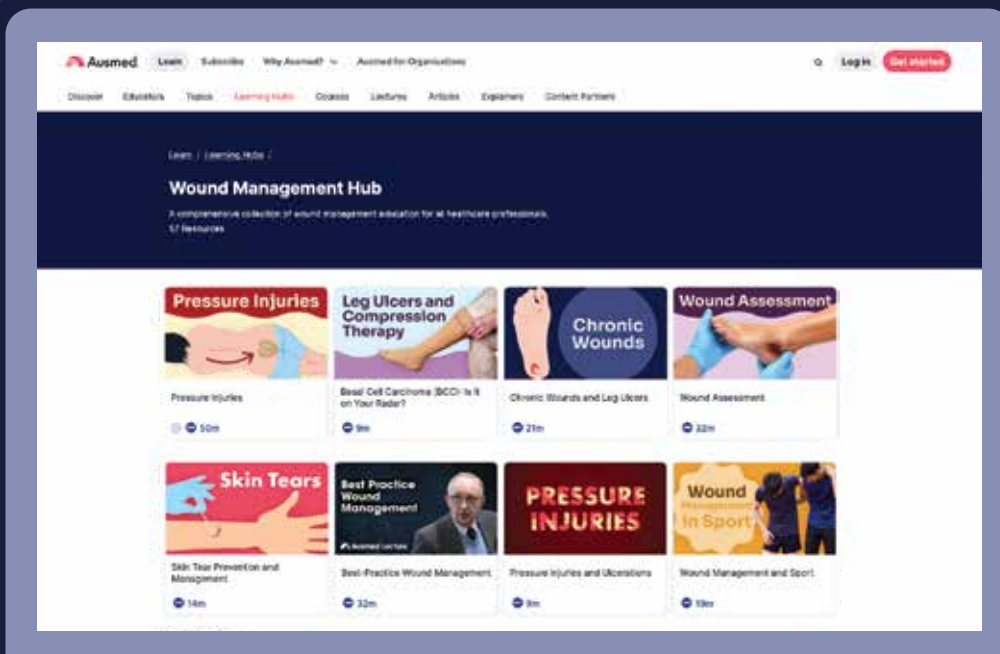 Ausmed Learn Subscribe Why Ausmed? Ausmed for Organisations Log in Get started
Discover Educators Topics Learning Hubs Courses Lectures Articles Explainers Content Partners
Learn / Learning Hubs /
Wound Management Hub
A comprehensive collection of wound management education for all healthcare professionals.
57 Resources
Pressure Injuries
Pressure Injuries
50m
Leg Ulcers and
Compression
Therapy
Basal Cell Carcinoma (BCC)- Is it
on Your Radar?
9m
Chronic
Wounds
Chronic Wounds and Leg Ulcers
21m
Wound Assessment
Wound Assessment
32m
Skin Tears
Skin Tear Prevention and
Management
14m
Best Practice
Wound
Management
Ausmed Lecture
Best-Practice Wound Management
32m
PRESSURE
INJURIES
Pressure Injuries and Ulcerations
9m
Wound
Management
in Sport
Wound Management and Sport
19m